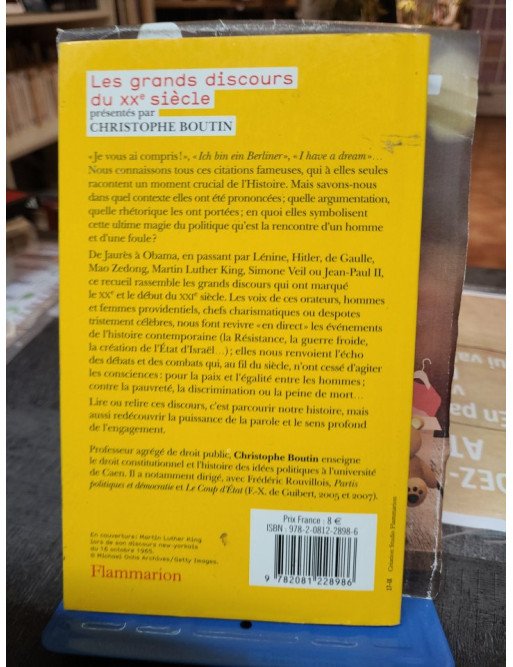 Les grands discours
du XXe siècle
présentés par
CHRISTOPHE BOUTIN
« Je vous ai compris ! », « Ich bin ein Berliner », « I have a dream »…
Nous connaissons tous ces citations fameuses, qui à elles seules
racontent un moment crucial de l'Histoire. Mais savons-nous
dans quel contexte elles ont été prononcées ; quelle argumentation,
quelle rhétorique les ont portées ; en quoi elles symbolisent
cette ultime magie du politique qu'est la rencontre d'un homme
et d'une foule ?
De Jaurès à Obama, en passant par Lénine, Hitler, de Gaulle,
Mao Zedong, Martin Luther King, Simone Veil ou Jean-Paul II,
ce recueil rassemble les grands discours qui ont marqué
le XXe et le début du XXIe siècle. Les voix de ces orateurs, hommes
et femmes providentiels, chefs charismatiques ou despotes
tristement célèbres, nous font revivre « en direct » les événements
de l'histoire contemporaine (la Résistance, la guerre froide,
la création de l'État d'Israël…) ; elles nous renvoient l'écho
des débats et des combats qui, au fil du siècle, n'ont cessé d'agiter
les consciences : pour la paix et l'égalité entre les hommes ;
contre la pauvreté, la discrimination ou la peine de mort…
Lire ou relire ces discours, c'est parcourir notre histoire, mais
aussi redécouvrir la puissance de la parole et le sens profond
de l'engagement.
Professeur agrégé de droit public, Christophe Boutin enseigne
le droit constitutionnel et l'histoire des idées politiques à l'université
de Caen. Il a notamment dirigé, avec Frédéric Rouvillois, Partis
politiques et démocratie et Le Coup d'État (F.-X. de Guibert, 2005 et 2007).
Prix France : 8 €
ISBN : 978-2-0812-2898-6
9 782081 228986
En couverture: Martin Luther King
lors de son discours new-yorkais
du 16 octobre 1965.
© Michael Ochs Archives/Getty Images.
Flammarion
Création Studio Flammarion
ui va
En pa
DEZ-
AT